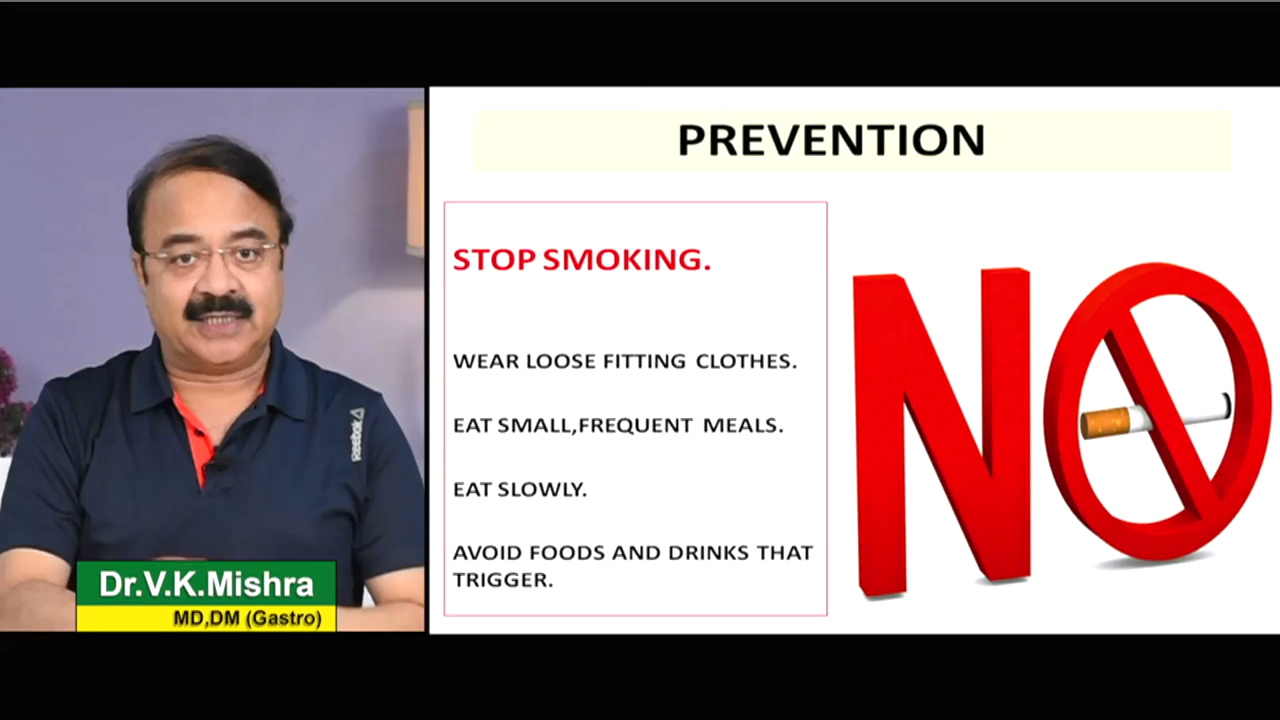 PREVENTION
STOP SMOKING.
WEAR LOOSE FITTING CLOTHES.
EAT SMALL,FREQUENT MEALS.
EAT SLOWLY.
AVOID FOODS AND DRINKS THAT
TRIGGER.
NO
Reebok
Dr.V.K.Mishra
MD,DM (Gastro)